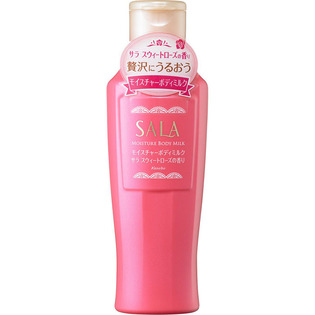 サラ スウィートローズの香り
贅沢にうるおう
モイスチャーボディミルク
SALA
MOISTURE BODY MILK
モイスチャーボディミルク
サラ スウィートローズの香り
Kanebo